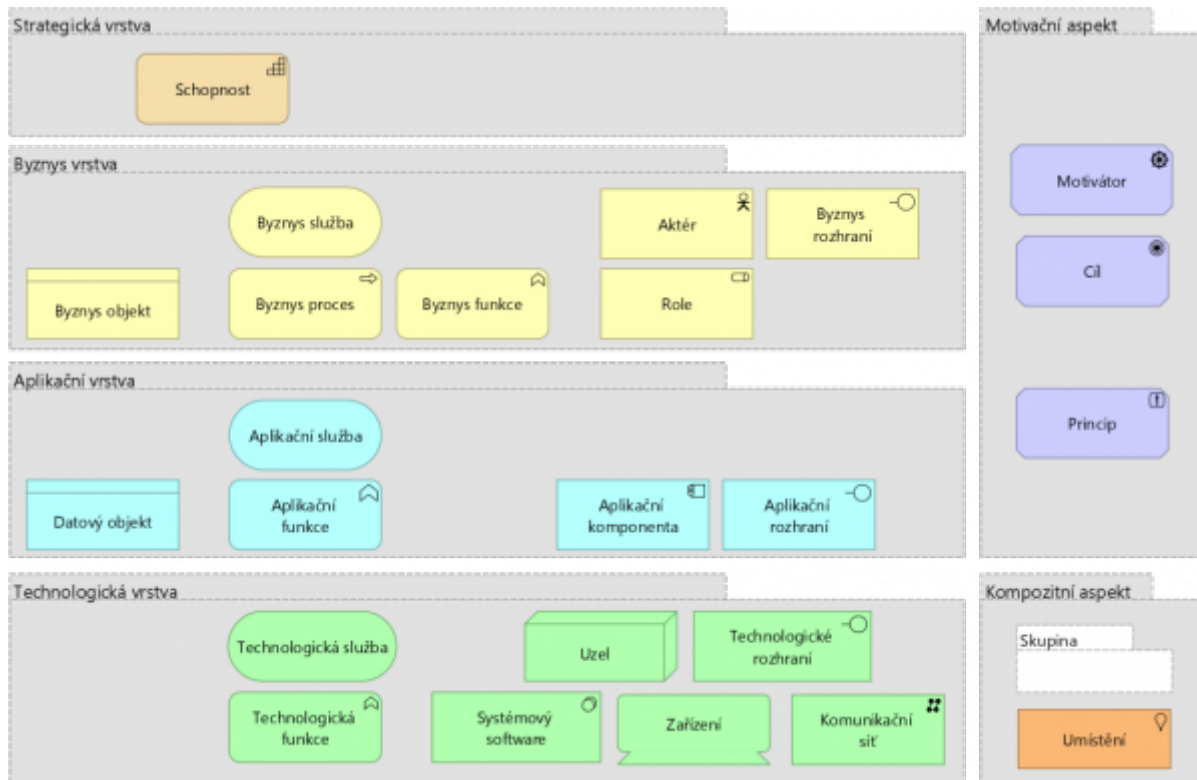 Strategická vrstva
Schopnost
Byznys vrstva
Byznys služba
Aktér
Byznys
rozhraní
Byznys objekt
Byznys proces
Byznys funkce
Role
Aplikační vrstva
Aplikační služba
Datový objekt
Aplikační
funkce
Aplikační
komponenta
Aplikační
rozhraní
Technologická vrstva
Technologická služba
Uzel
Technologické
rozhraní
Technologická
funkce
Systémový
software
Zařízení
Komunikační
síť
Motivační aspekt
Motivátor
Cíl
Princip
Kompozitní aspekt
Skupina
Umístění